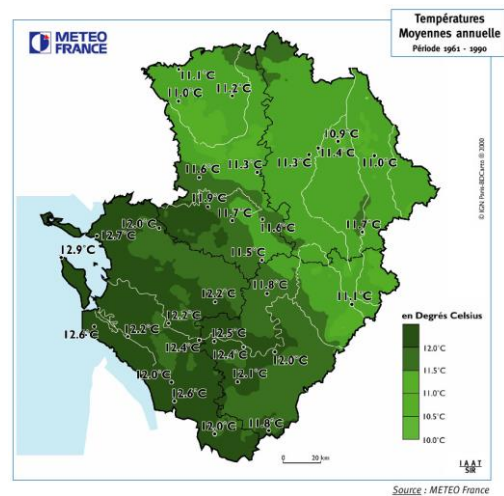 METEO
FRANCE
Températures
Moyennes annuelle
Période 1961 - 1990
11.1°C
11.0°C
11.2°C
10.9°C
11.4°C
11.3°C
11.0°C
11.3°C
11.6°C
11.9°C
11.7°C
11.6°C
11.7°C
12.0°C
12.7°C
12.9°C
11.5°C
11.8°C
11.1°C
12.2°C
12.2°C
12.6°C
12.4°C
12.5°C
12.4°C
12.0°C
12.0°C
12.1°C
12.6°C
12.0°C
11.8°C
en Degrés Celsius
12.0°C
11.5°C
11.0°C
10.5°C
10.0°C
0 20 km
I A A T
SIR
© IGN Paris-BDCarto ® 2000
Source : METEO France